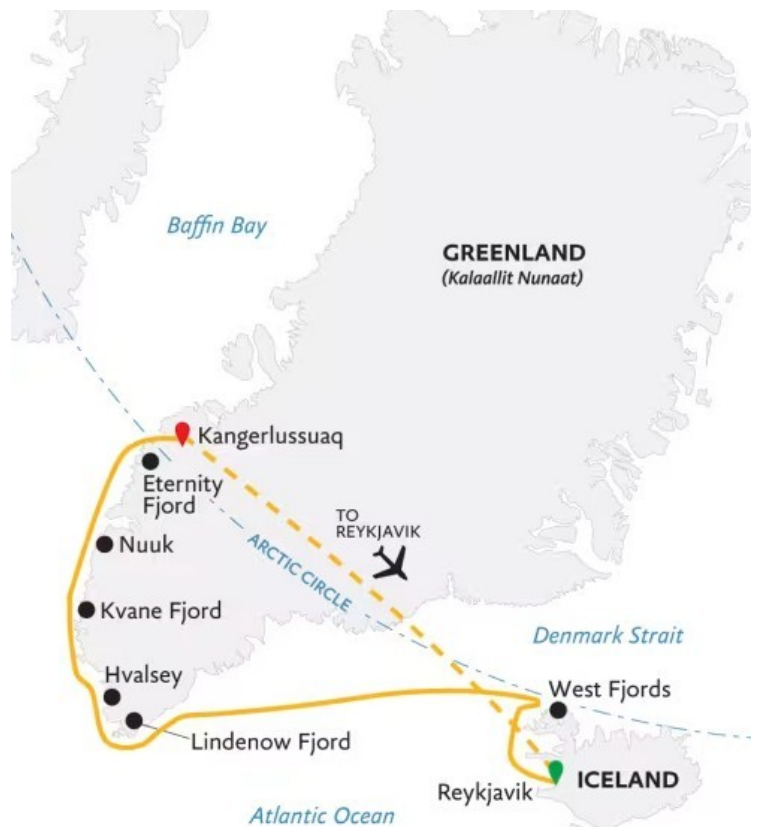 Baffin Bay
GREENLAND
(Kalaallit Nunaat)
Kangerlussuaq
Eternity
Fjord
TO
REYKJAVIK
Nuuk
ARCTIC CIRCLE
Kvane Fjord
Denmark Strait
Hvalsey
West Fjords
Lindenow Fjord
ICELAND
Reykjavik
Atlantic Ocean